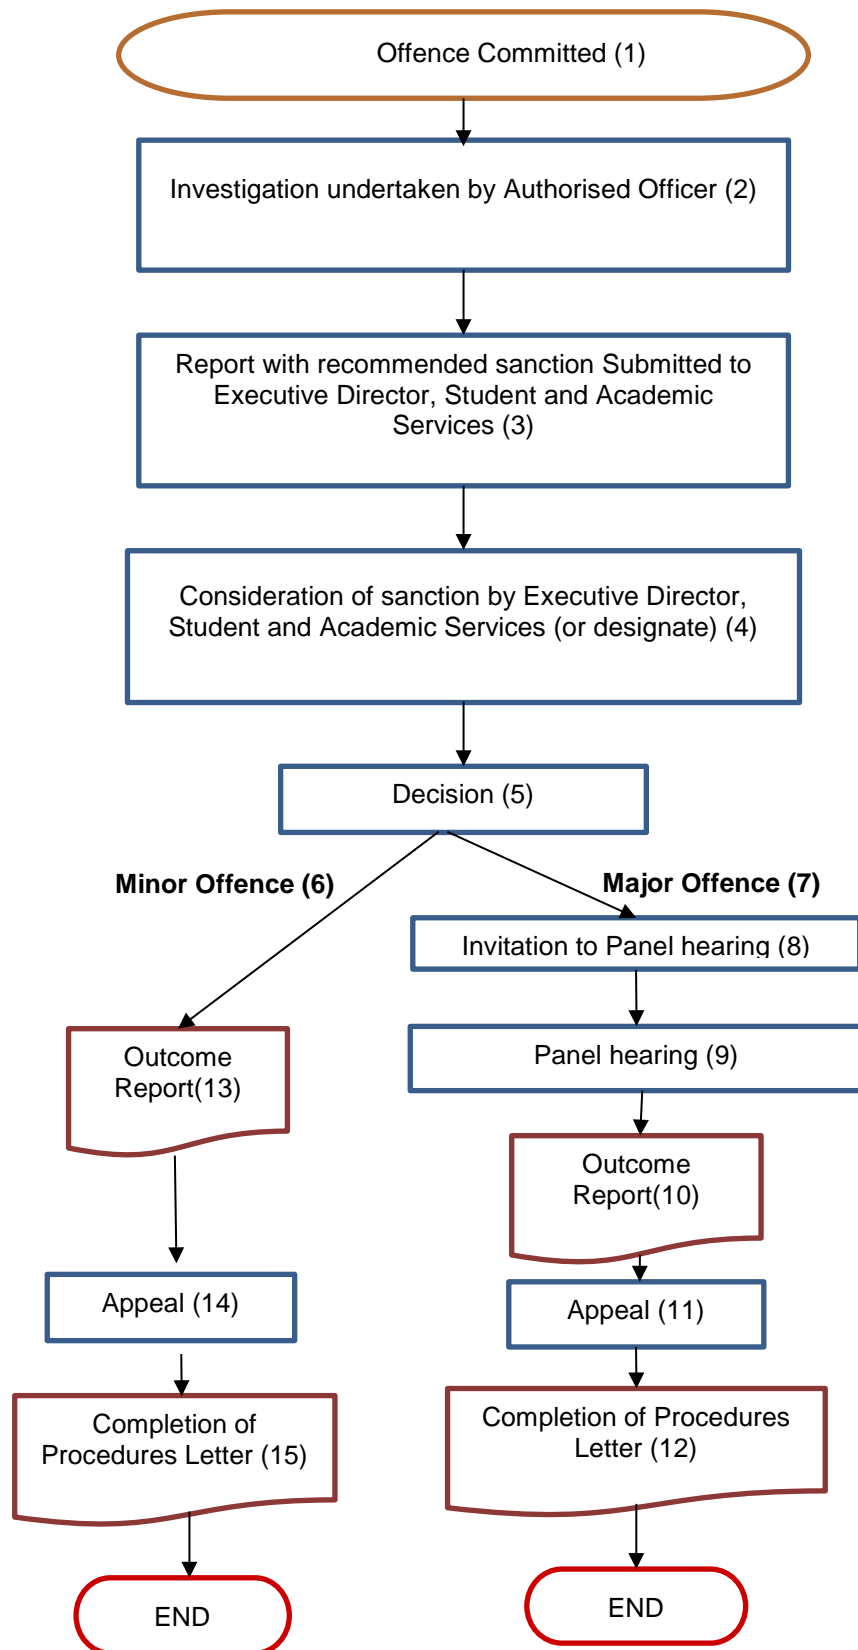 Offence Committed (1)
Investigation undertaken by Authorised Officer (2)
Report with recommended sanction Submitted to
Executive Director, Student and Academic
Services (3)
Consideration of sanction by Executive Director,
Student and Academic Services (or designate) (4)
Decision (5)
Minor Offence (6)
Major Offence (7)
Invitation to Panel hearing (8)
Panel hearing (9)
Outcome
Report(13)
Outcome
Report(10)
Appeal (14)
Appeal (11)
Completion of
Procedures Letter (15)
Completion of Procedures
Letter (12)
END
END